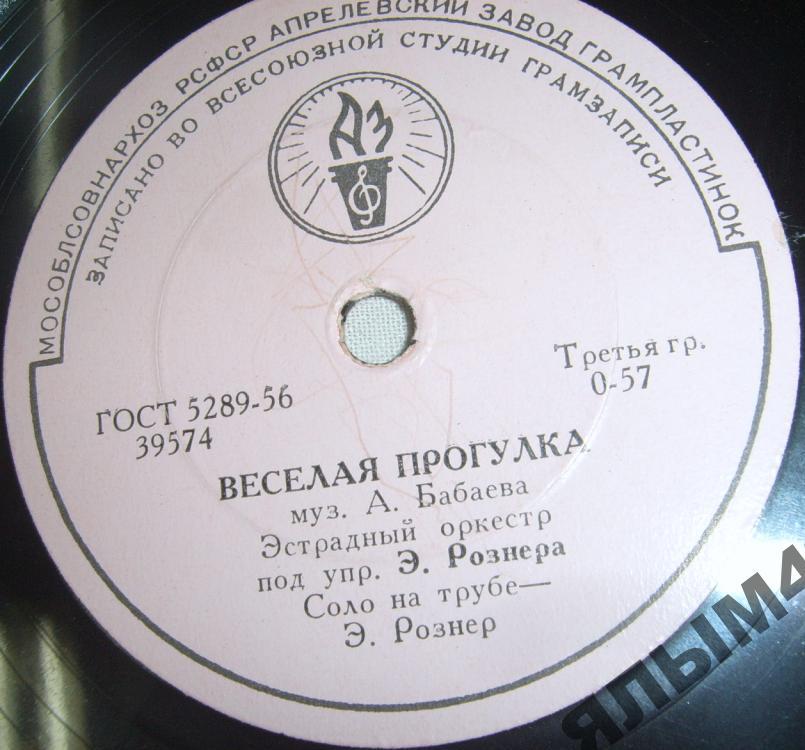 МОСОБЛСОВНАРХОЗ РСФСР АПРЕЛЕВСКИЙ ЗАВОД ГРАМПЛАСТИНОК
ЗАПИСАНО ВО ВСЕСОЮЗНОЙ СТУДИИ ГРАМЗАПИСИ
АЗ
Третья гр.
0-57
ГОСТ 5289-56
39574
ВЕСЕЛАЯ ПРОГУЛКА
муз. А. Бабаева
Эстрадный оркестр
под упр. Э. Рознера
Соло на трубе—
Э. Рознер
ЯЛЫМ4